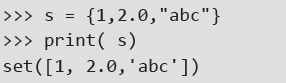 >>> s = {1,2.0,"abc"}
>>> print( s)
set([1, 2.0,'abc'])